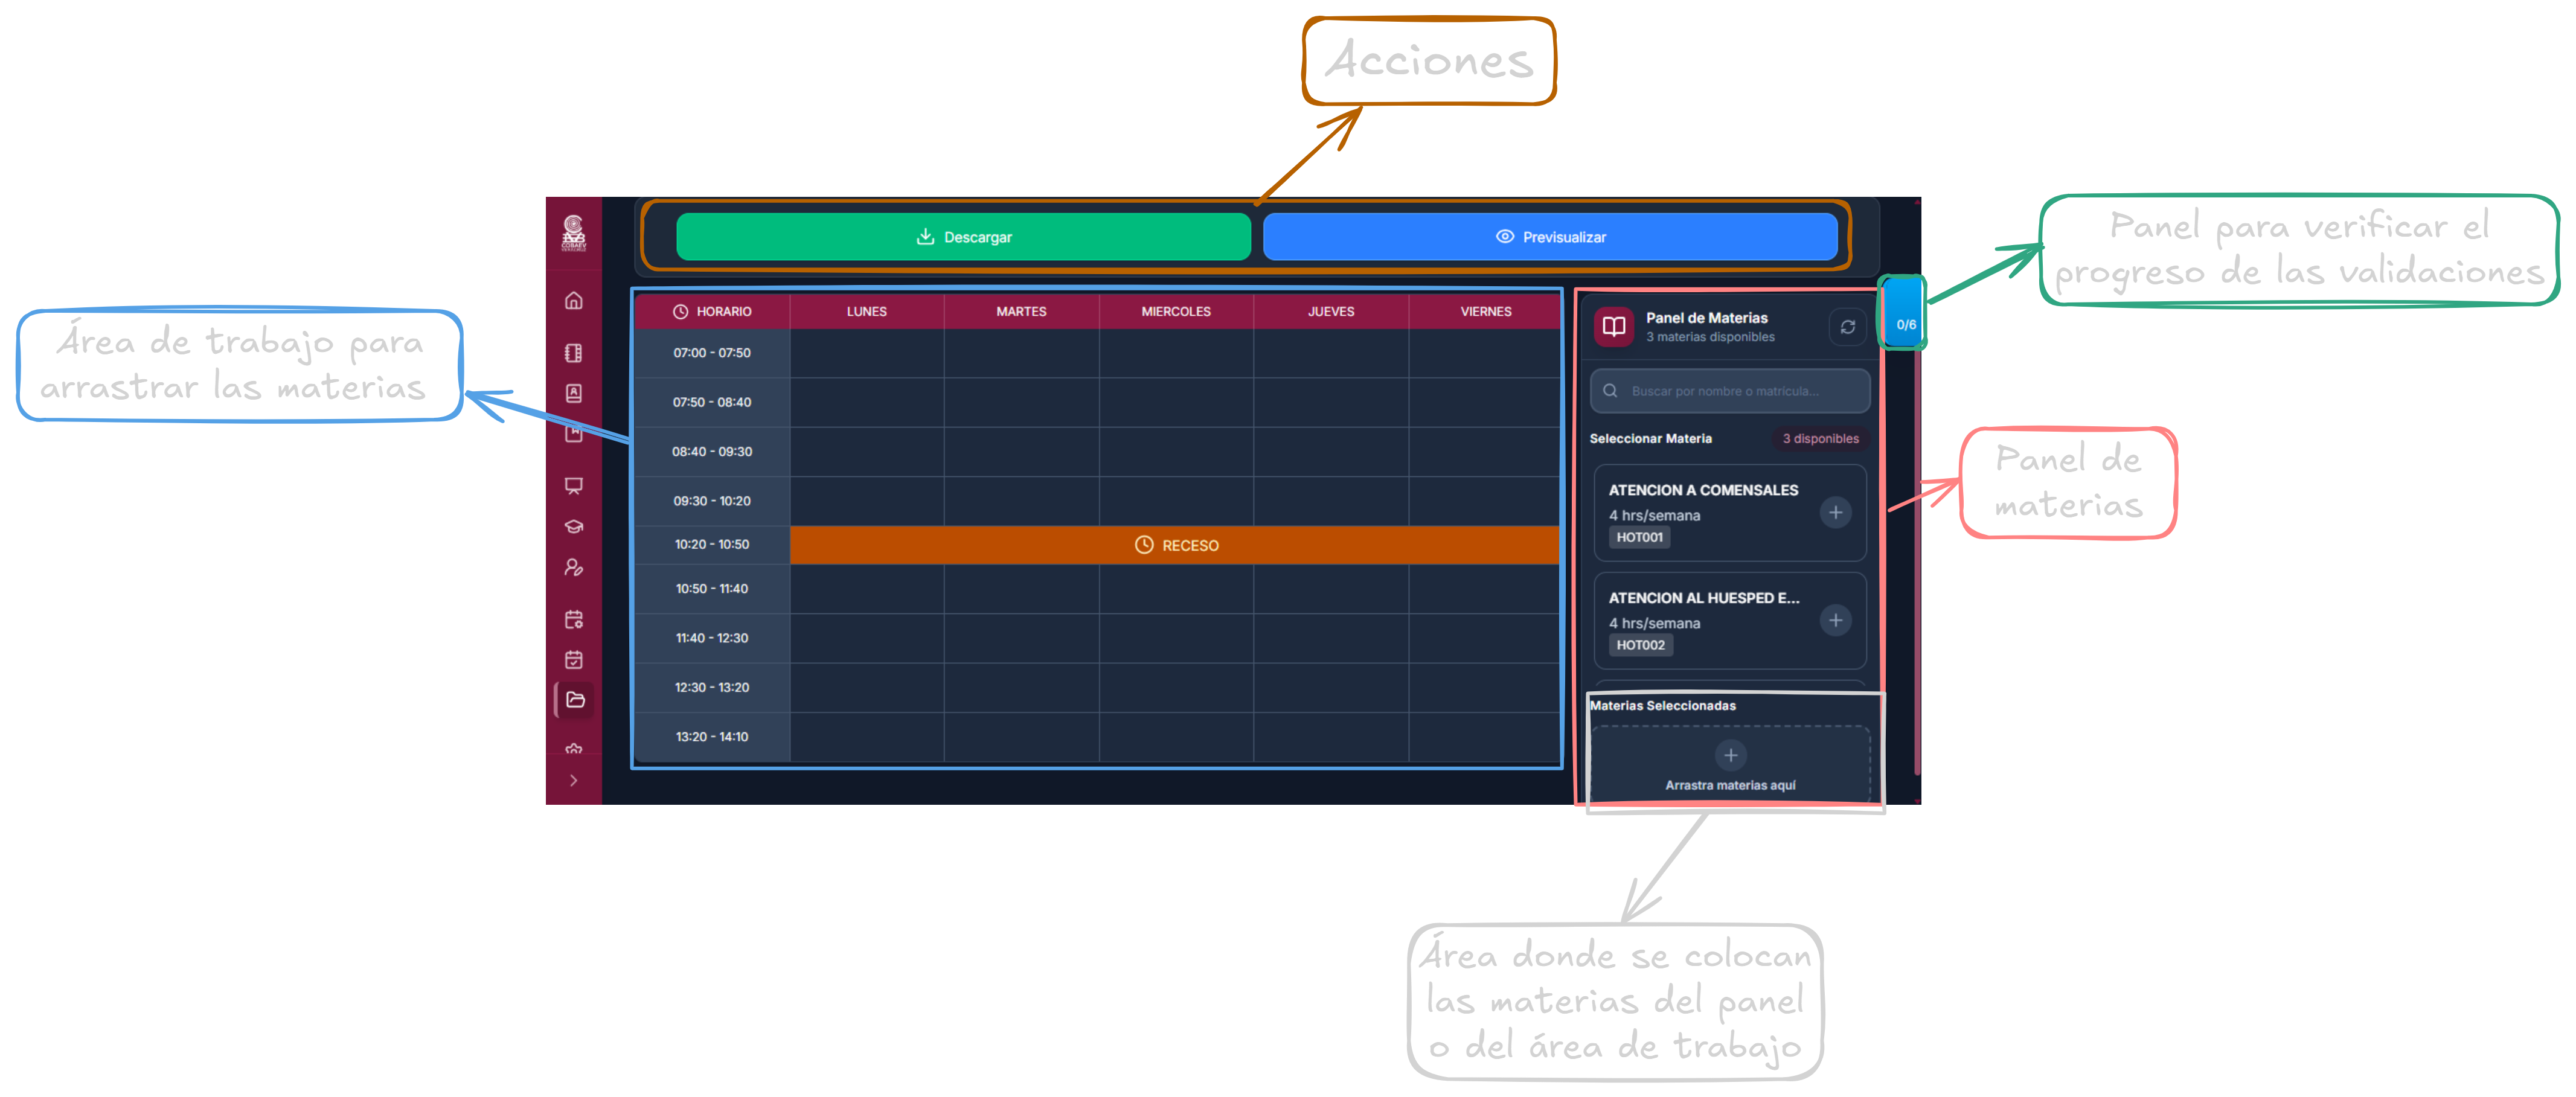 Acciones
Panel para verificar el
progreso de las validaciones
Área de trabajo para
arrastrar las materias
COBAEV
Descargar
Previsualizar
HORARIO
LUNES
MARTES
MIERCOLES
JUEVES
VIERNES
07:00 - 07:50
07:50 - 08:40
08:40 - 09:30
09:30 - 10:20
10:20 - 10:50
RECESO
10:50 - 11:40
11:40 - 12:30
12:30 - 13:20
13:20 - 14:10
Panel de Materias
3 materias disponibles
0/6
Buscar por nombre o matrícula...
Seleccionar Materia
3 disponibles
ATENCION A COMENSALES
4 hrs/semana
HOT001
ATENCION AL HUESPED E...
4 hrs/semana
HOT002
Materias Seleccionadas
Arrastra materias aquí
Panel de
materias
Área donde se colocan
las materias del panel
o del área de trabajo